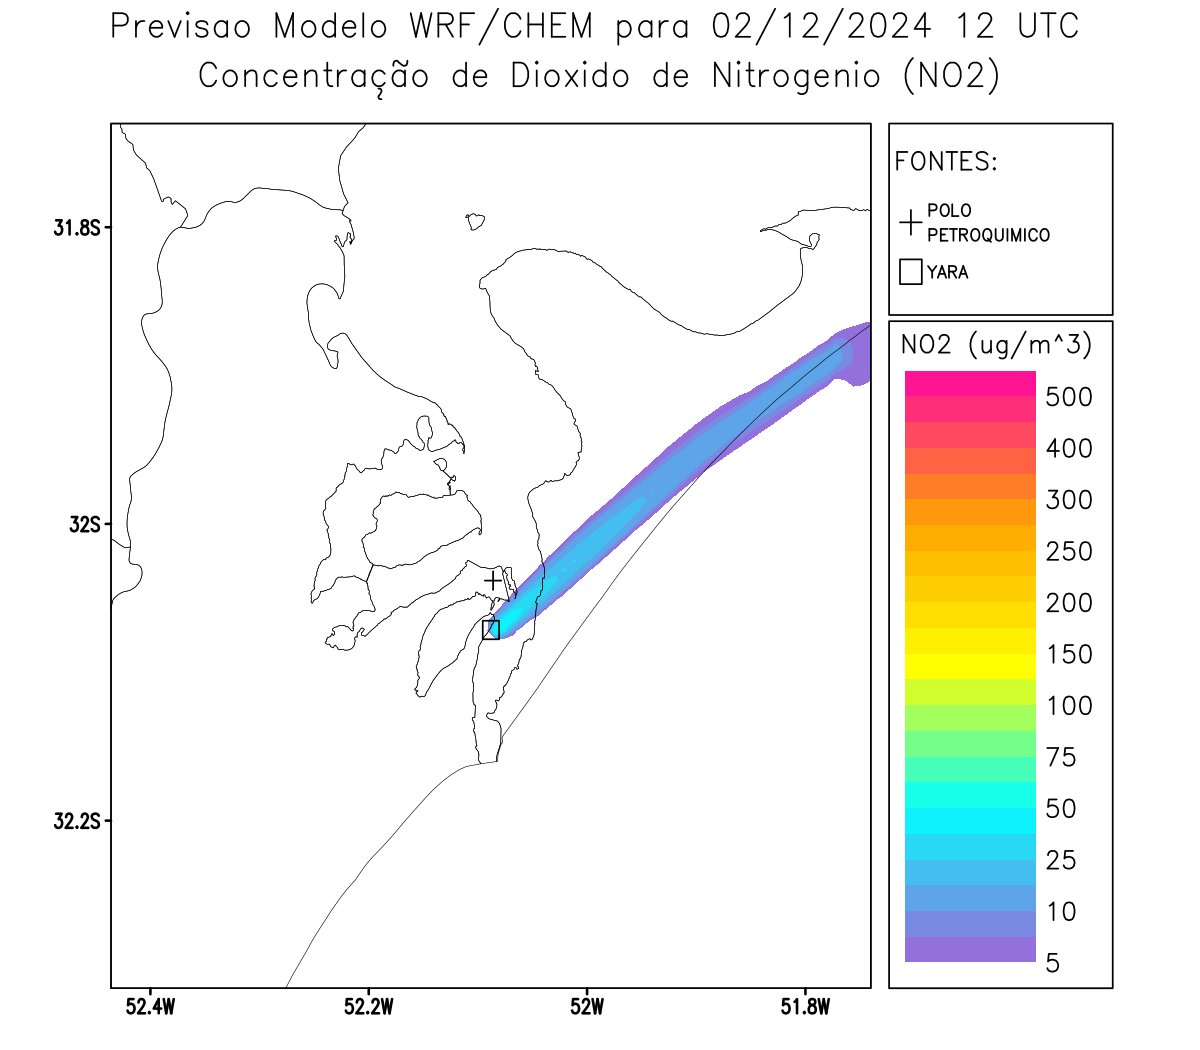 Previsao Modelo WRF/CHEM para 02/12/2024 12 UTC
Concentração de Dioxido de Nitrogenio (NO2)
FONTES:
POLO
PETROQUIMICO
YARA
NO2 (ug/m^3)
500
400
300
250
200
150
100
75
50
25
10
5
31.8S
32S
32.2S
52.4W
52.2W
52W
51.8W